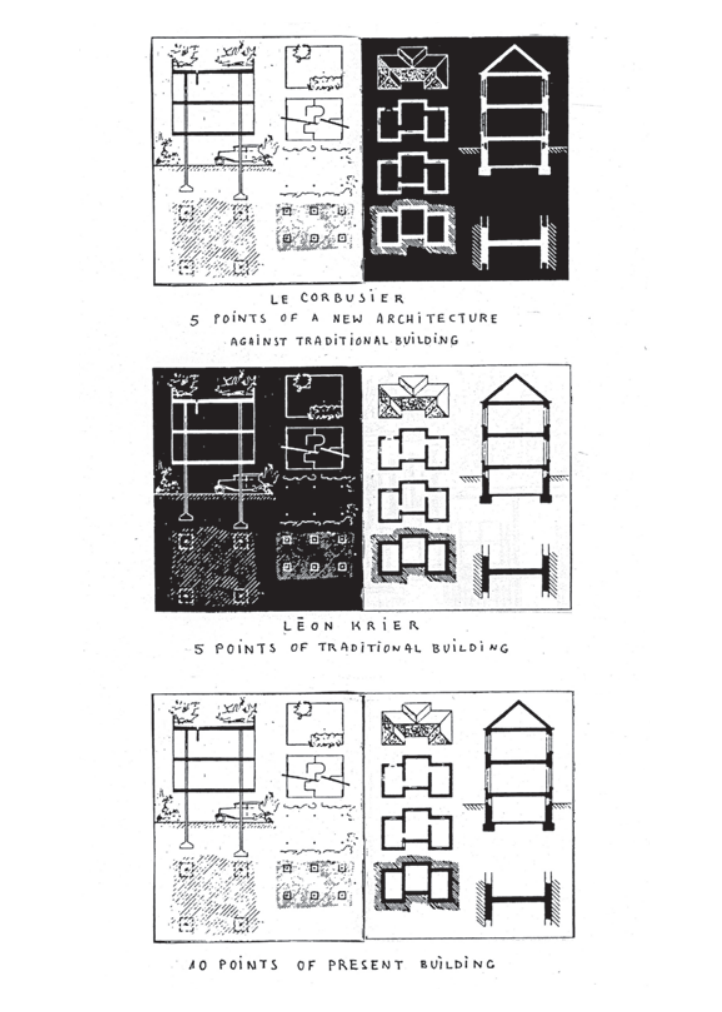 LE CORBUSIER
5 POINTS OF A NEW ARCHITECTURE
AGAINST TRADITIONAL BUILDING
LĒON KRIER
5 POINTS OF TRADITIONAL BUILDING
10 POINTS OF PRESENT BUILDING